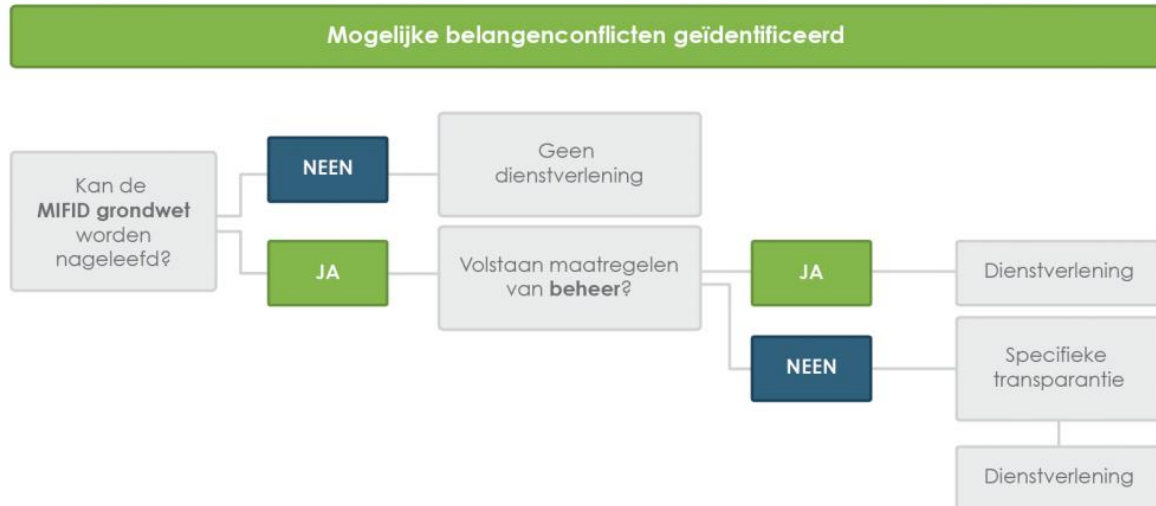 Mogelijke belangenconflicten geïdentificeerd
Kan de
MIFID grondwet
worden
nageleefd?
NEEN
Geen
dienstverlening
JA
Volstaan maatregelen
van beheer?
JA
Dienstverlening
NEEN
Specifieke
transparantie
Dienstverlening